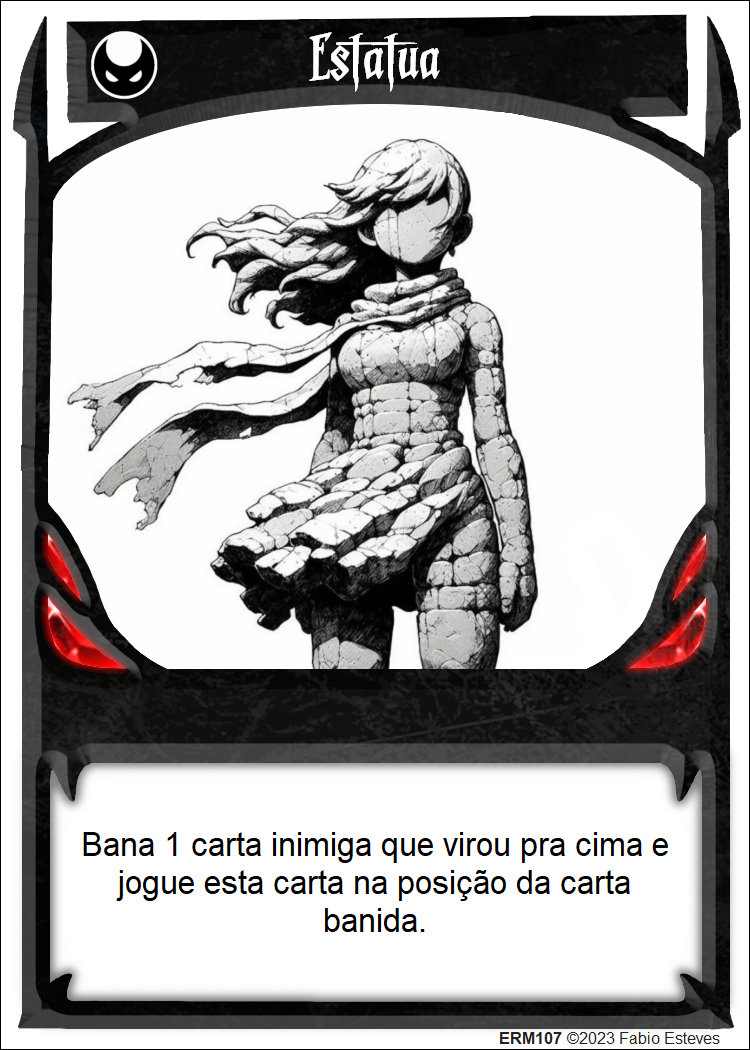 Estatua
Bana 1 carta inimiga que virou pra cima e
jogue esta carta na posição da carta
banida.
ERM107 ©2023 Fabio Esteves